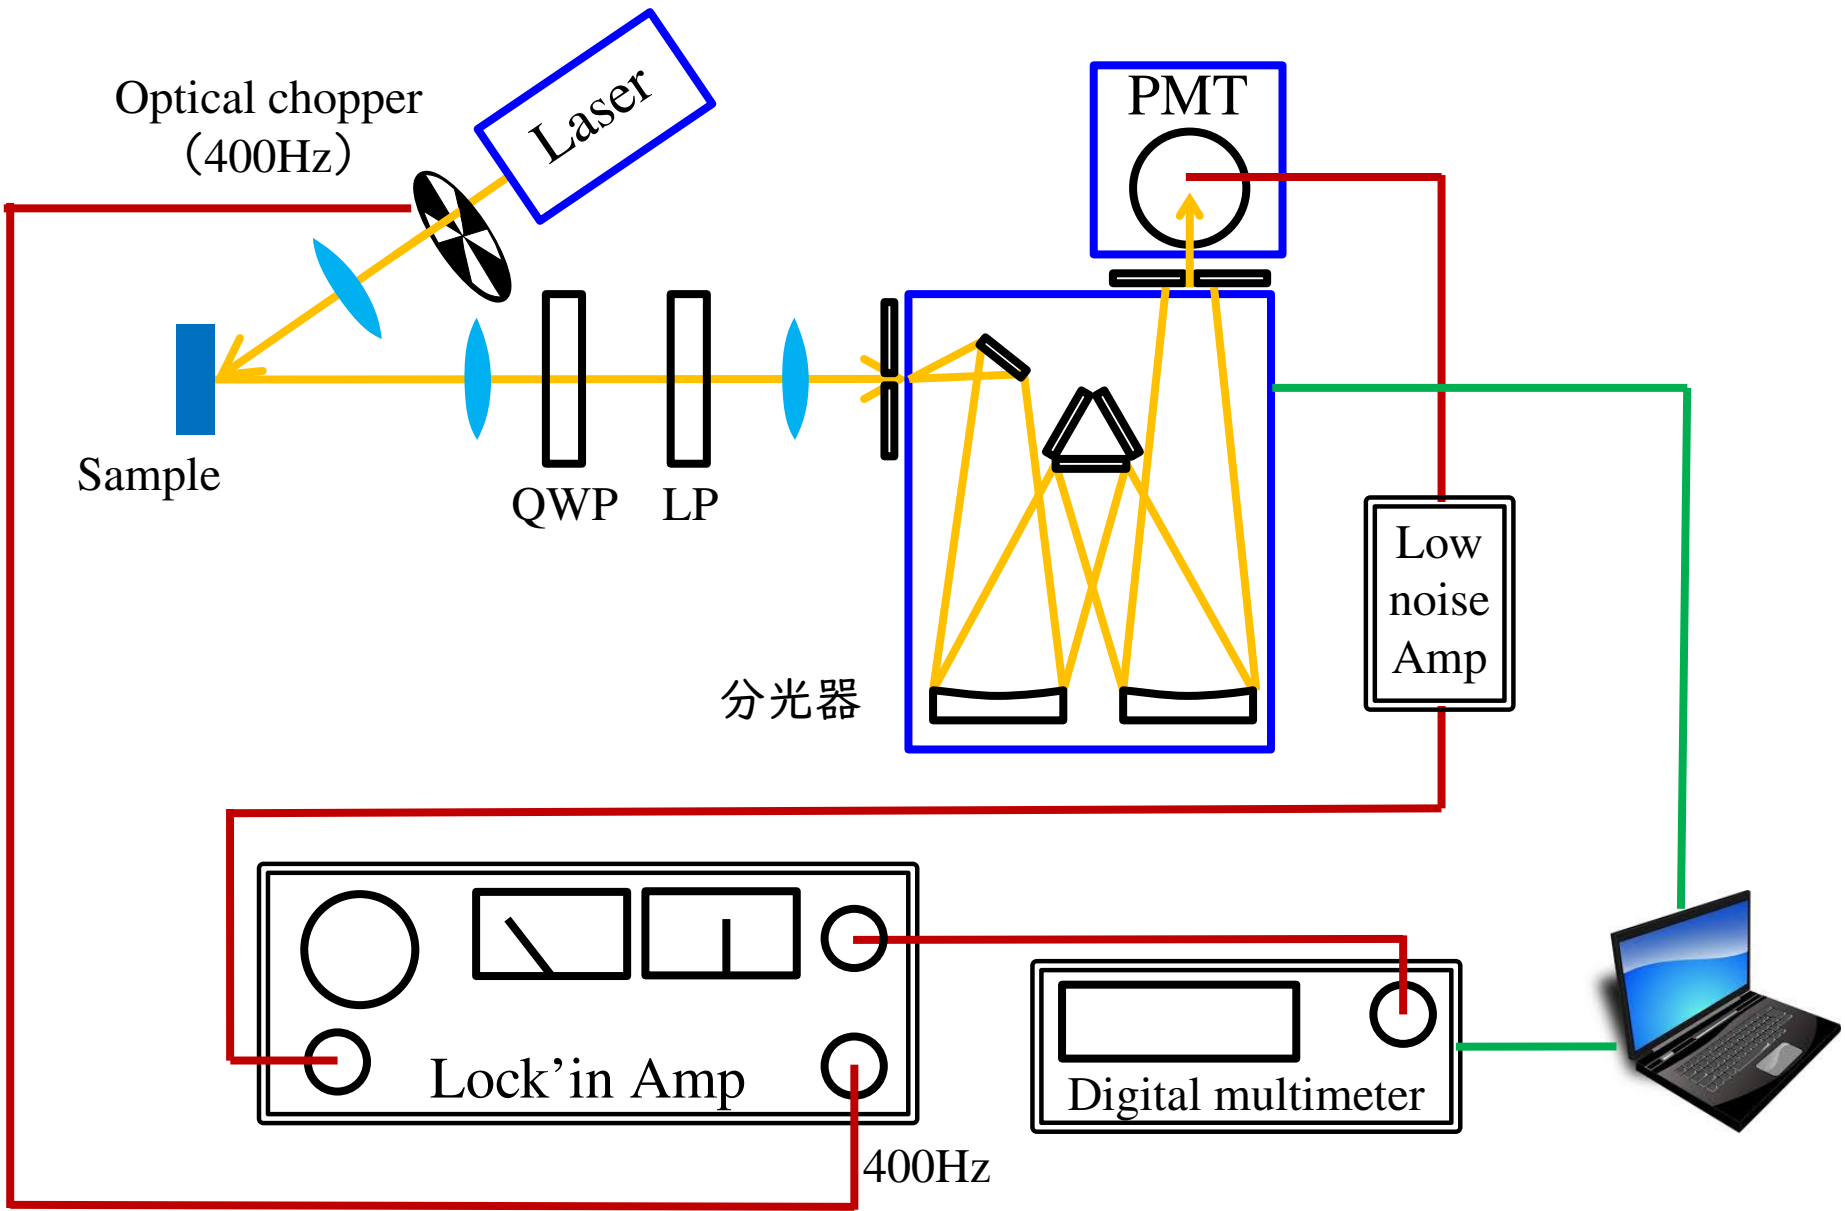 Optical chopper
（400Hz）
Laser
PMT
Sample
QWP
LP
Low
noise
Amp
分光器
Lock’in Amp
Digital multimeter
400Hz